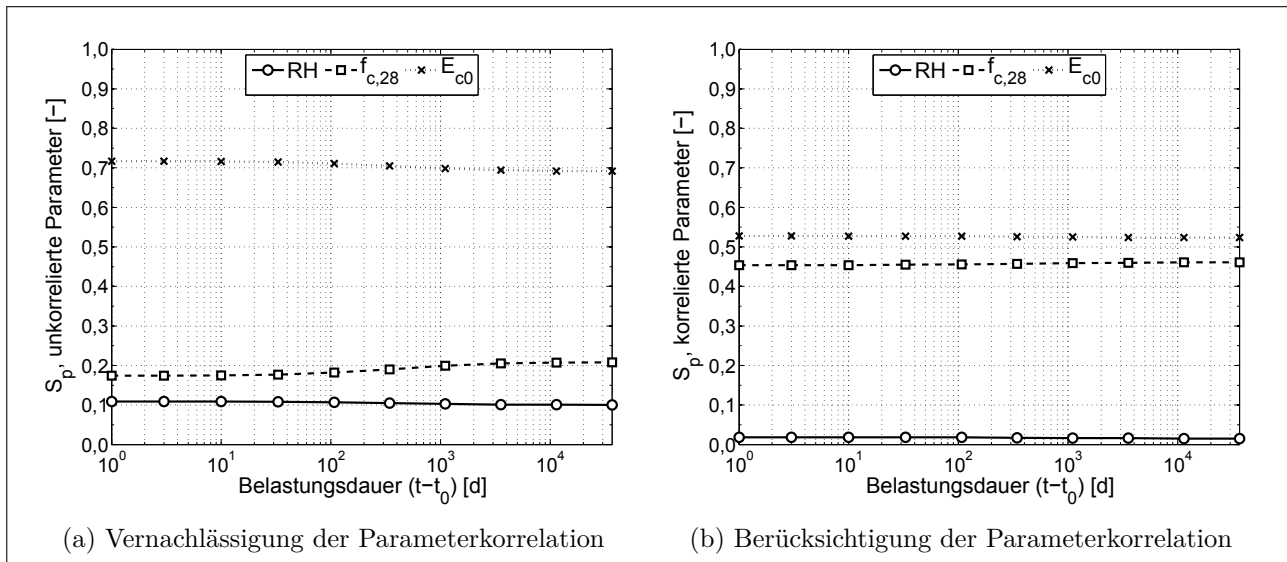 1,0
0,9
0,8
0,7
0,6
0,5
0,4
0,3
0,2
0,1
0,0
S_p, unkorrelierte Parameter [−]
RH f_c,28 E_c0
10^0 10^1 10^2 10^3 10^4
Belastungsdauer (t−t_0) [d]
(a) Vernachlässigung der Parameterkorrelation
1,0
0,9
0,8
0,7
0,6
0,5
0,4
0,3
0,2
0,1
0,0
S_p, korrelierte Parameter [−]
RH f_c,28 E_c0
10^0 10^1 10^2 10^3 10^4
Belastungsdauer (t−t_0) [d]
(b) Berücksichtigung der Parameterkorrelation